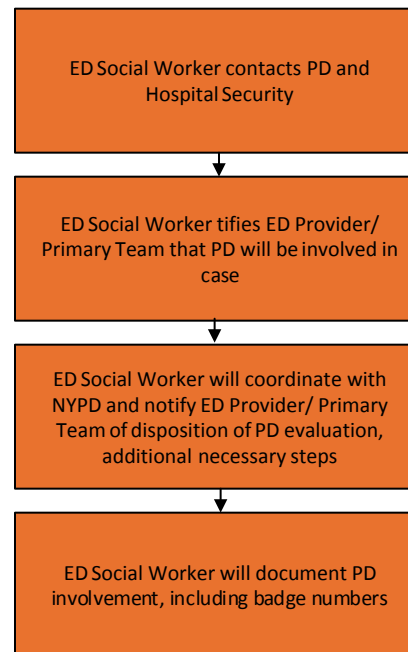 ED Social Worker contacts PD and
Hospital Security
ED Social Worker tifies ED Provider/
Primary Team that PD will be involved in
case
ED Social Worker will coordinate with
NYPD and notify ED Provider/ Primary
Team of disposition of PD evaluation,
additional necessary steps
ED Social Worker will document PD
involvement, including badge numbers